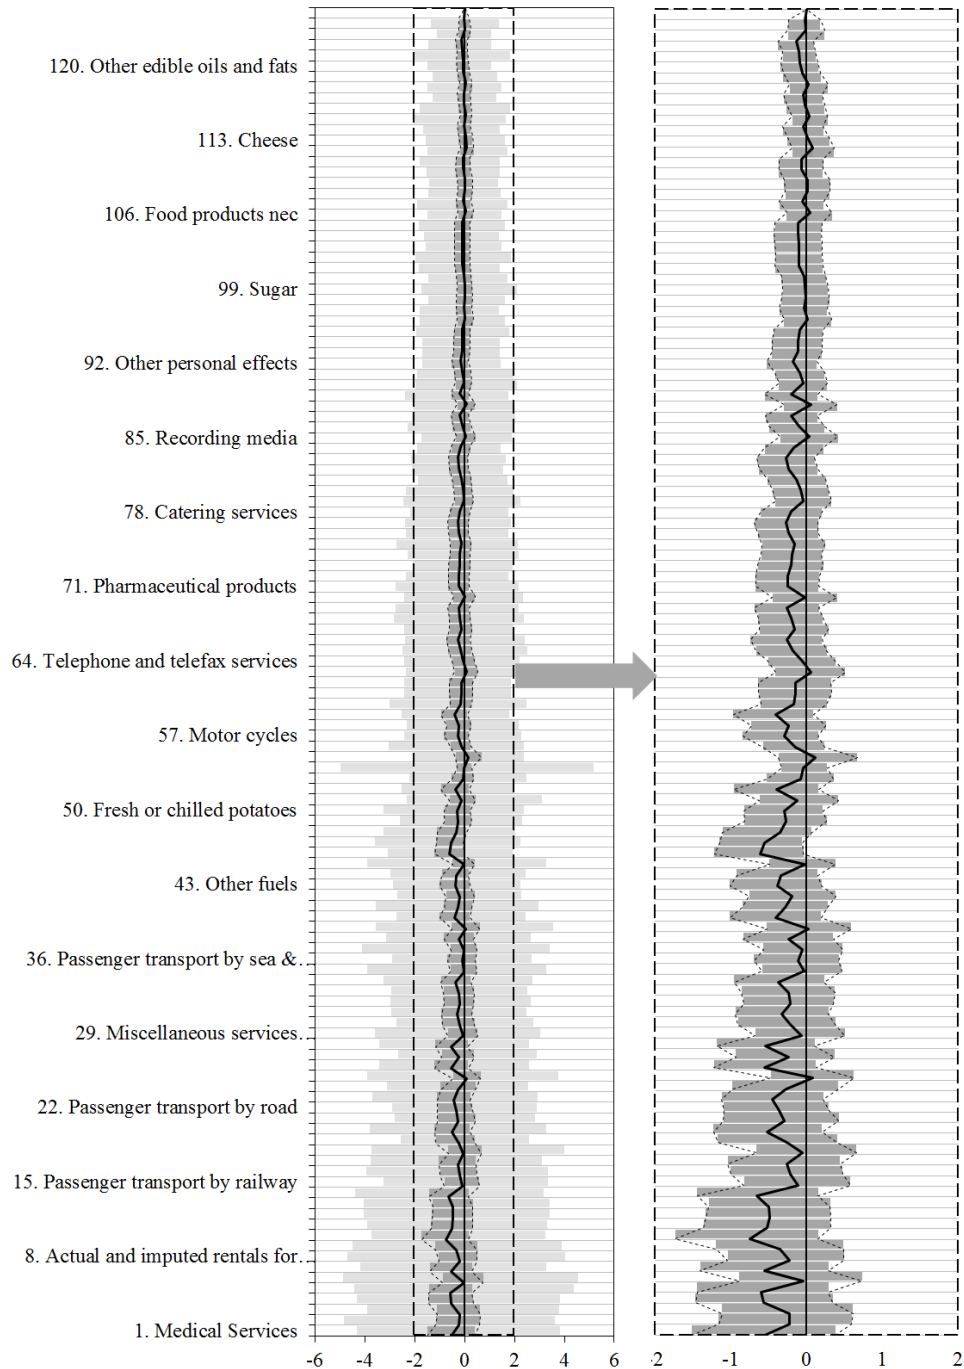 120. Other edible oils and fats
113. Cheese
106. Food products nec
99. Sugar
92. Other personal effects
85. Recording media
78. Catering services
71. Pharmaceutical products
64. Telephone and telefax services
57. Motor cycles
50. Fresh or chilled potatoes
43. Other fuels
36. Passenger transport by sea &...
29. Miscellaneous services...
22. Passenger transport by road
15. Passenger transport by railway
8. Actual and imputed rentals for...
1. Medical Services
-6 -4 -2 0 2 4 6
-2 -1 0 1 2